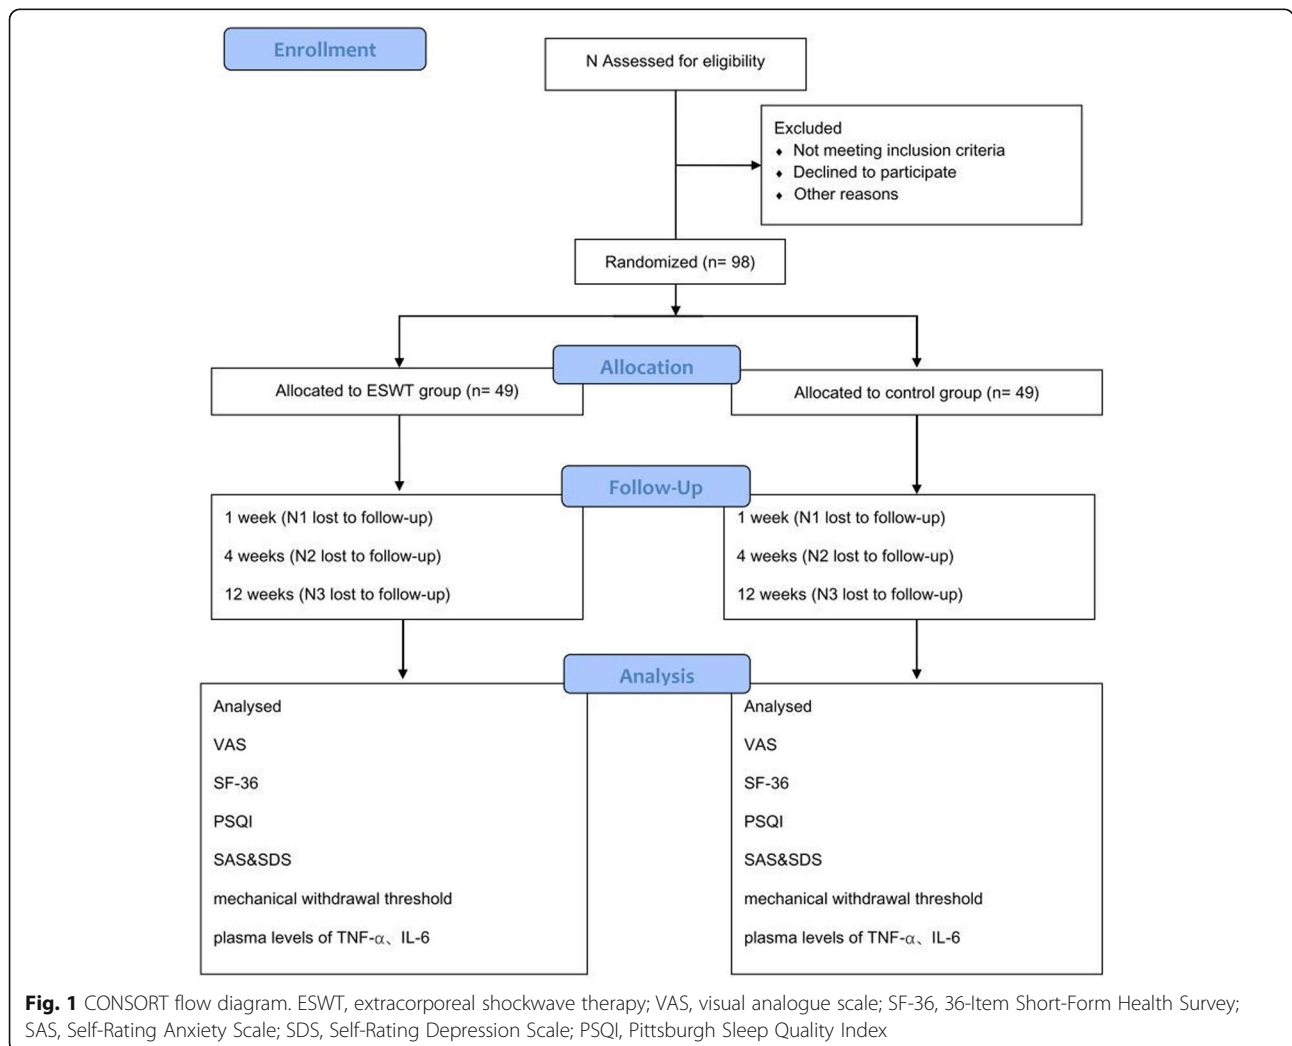 Enrollment
N Assessed for eligibility
Excluded
♦ Not meeting inclusion criteria
♦ Declined to participate
♦ Other reasons
Randomized (n= 98)
Allocation
Allocated to ESWT group (n= 49)
Allocated to control group (n= 49)
Follow-Up
1 week (N1 lost to follow-up)
4 weeks (N2 lost to follow-up)
12 weeks (N3 lost to follow-up)
1 week (N1 lost to follow-up)
4 weeks (N2 lost to follow-up)
12 weeks (N3 lost to follow-up)
Analysis
Analysed
VAS
SF-36
PSQI
SAS&SDS
mechanical withdrawal threshold
plasma levels of TNF-α、IL-6
Analysed
VAS
SF-36
PSQI
SAS&SDS
mechanical withdrawal threshold
plasma levels of TNF-α、IL-6
Fig. 1 CONSORT flow diagram. ESWT, extracorporeal shockwave therapy; VAS, visual analogue scale; SF-36, 36-Item Short-Form Health Survey;
SAS, Self-Rating Anxiety Scale; SDS, Self-Rating Depression Scale; PSQI, Pittsburgh Sleep Quality Index